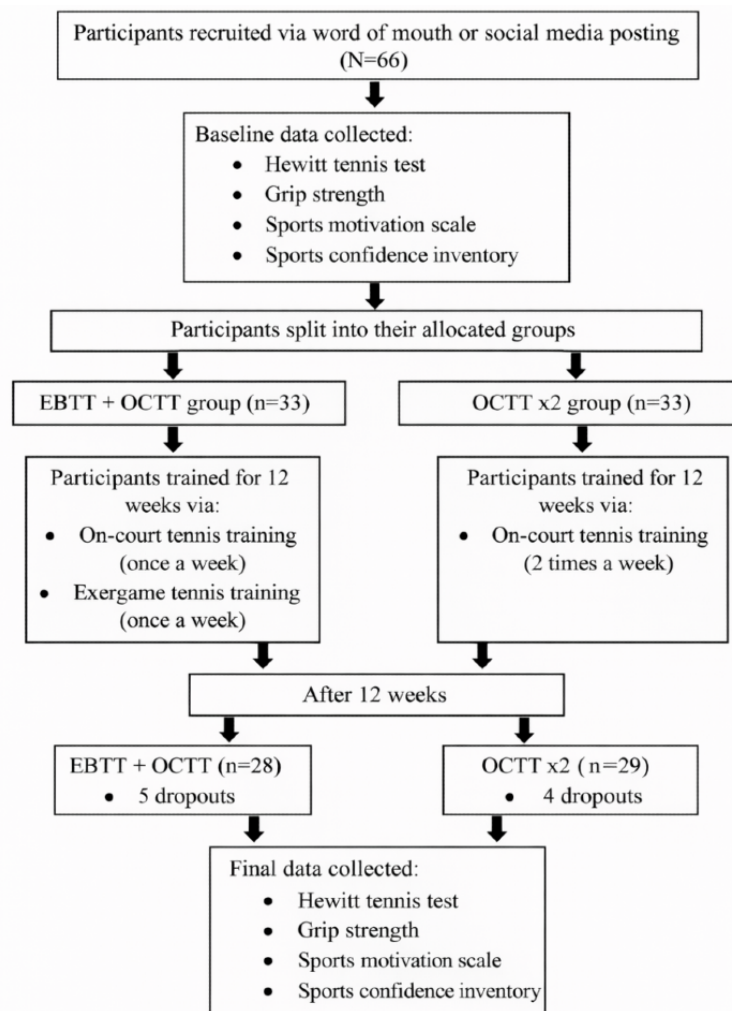 Participants recruited via word of mouth or social media posting
(N=66)
Baseline data collected:
• Hewitt tennis test
• Grip strength
• Sports motivation scale
• Sports confidence inventory
Participants split into their allocated groups
EBTT + OCTT group (n=33)
OCTT x2 group (n=33)
Participants trained for 12
weeks via:
• On-court tennis training
(once a week)
• Exergame tennis training
(once a week)
Participants trained for 12
weeks via:
• On-court tennis training
(2 times a week)
After 12 weeks
EBTT + OCTT (n=28)
• 5 dropouts
OCTT x2 ( n=29)
• 4 dropouts
Final data collected:
• Hewitt tennis test
• Grip strength
• Sports motivation scale
• Sports confidence inventory